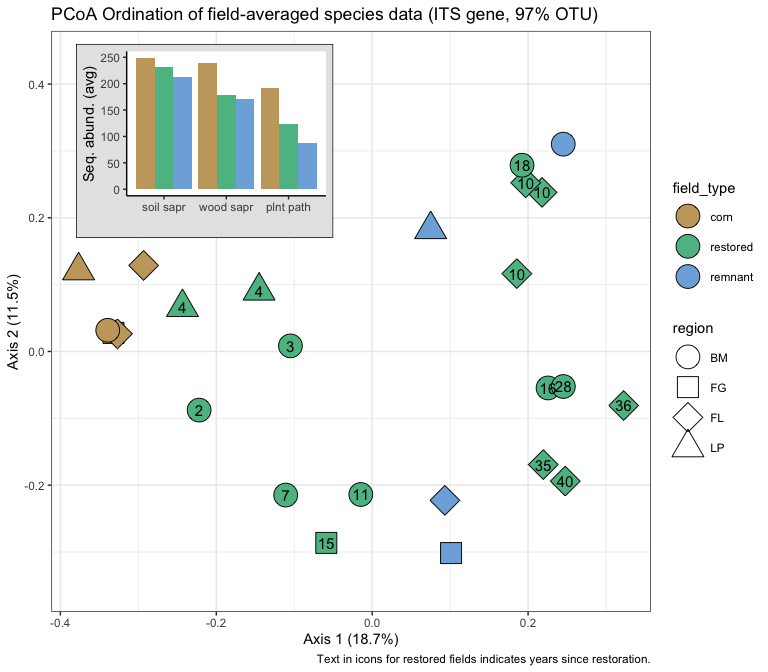 PCoA Ordination of field-averaged species data (ITS gene, 97% OTU)
Seq. abund. (avg)
250
200
150
100
50
0
soil sapr wood sapr plnt path
Axis 2 (11.5%)
0.4
0.2
0.0
-0.2
18
10 10
10
4 4
3
2
16 28
36
35
40
7 11
15
-0.4 -0.2 0.0 0.2
Axis 1 (18.7%)
Text in icons for restored fields indicates years since restoration.
field_type
corn
restored
remnant
region
BM
FG
FL
LP